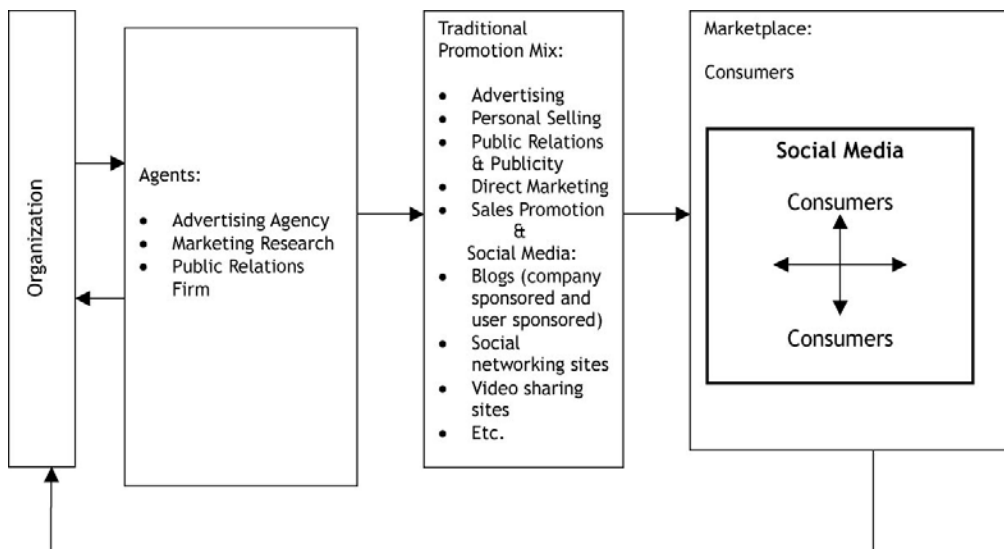 Organization
Agents:
• Advertising Agency
• Marketing Research
• Public Relations
Firm
Traditional
Promotion Mix:
• Advertising
• Personal Selling
• Public Relations
& Publicity
• Direct Marketing
• Sales Promotion
&
Social Media:
• Blogs (company
sponsored and
user sponsored)
• Social
networking sites
• Video sharing
sites
• Etc.
Marketplace:
Consumers
Social Media
Consumers
Consumers